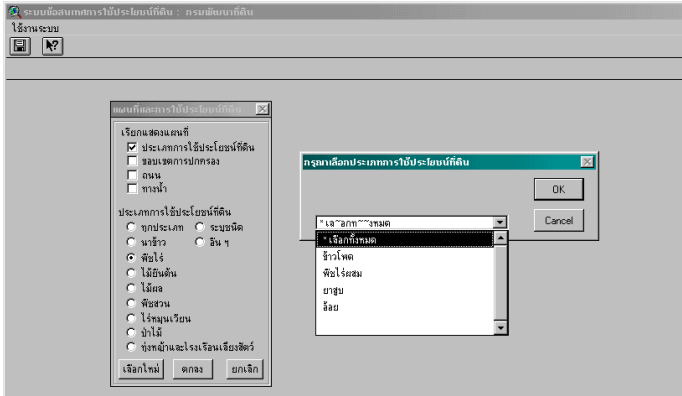 ระบบข้อสนเทศการใช้ประโยชน์ที่ดิน : กรมพัฒนาที่ดิน
ใช้งานระบบ
แผนที่และการใช้ประโยชน์ที่ดิน
เรียกแสดงแผนที่
ประเภทการใช้ประโยชน์ที่ดิน
ขอบเขตการปกครอง
ถนน
ทางน้ำ
ประเภทการใช้ประโยชน์ที่ดิน
ทุกประเภท ระบุชนิด
นาข้าว อื่น ๆ
พืชไร่
ไม้ยืนต้น
ไม้ผล
พืชสวน
ไร่หมุนเวียน
ป่าไม้
ทุ่งหญ้าและโรงเรือนเลี้ยงสัตว์
เลือกใหม่ ตกลง ยกเลิก
กรุณาเลือกประเภทการใช้ประโยชน์ที่ดิน
OK
Cancel
*เล~อกท~~งหมด
*เลือกทั้งหมด
ข้าวโพด
พืชไร่ผสม
ยาสูบ
อ้อย